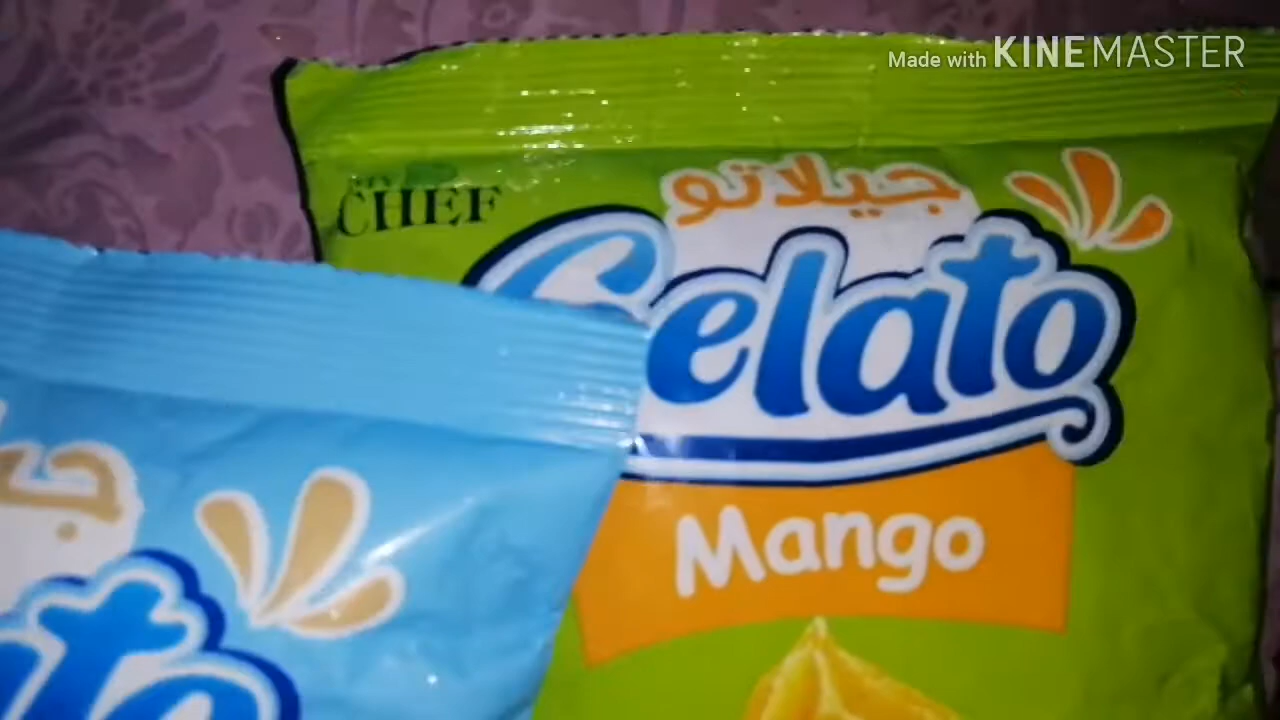 Made with KINEMASTER
CHEF
جيلاتو
Gelato
Mango